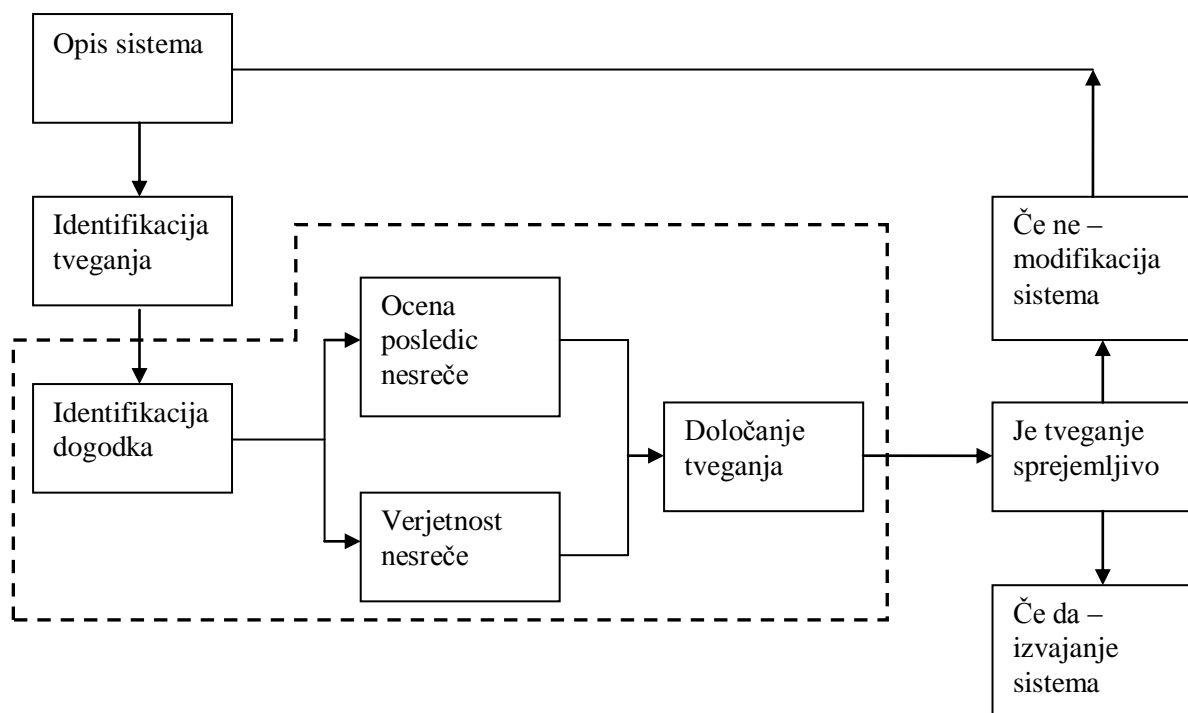 Opis sistema
Identifikacija
tveganja
Identifikacija
dogodka
Ocena
posledic
nesreče
Verjetnost
nesreče
Določanje
tveganja
Je tveganje
sprejemljivo
Če ne –
modifikacija
sistema
Če da –
izvajanje
sistema